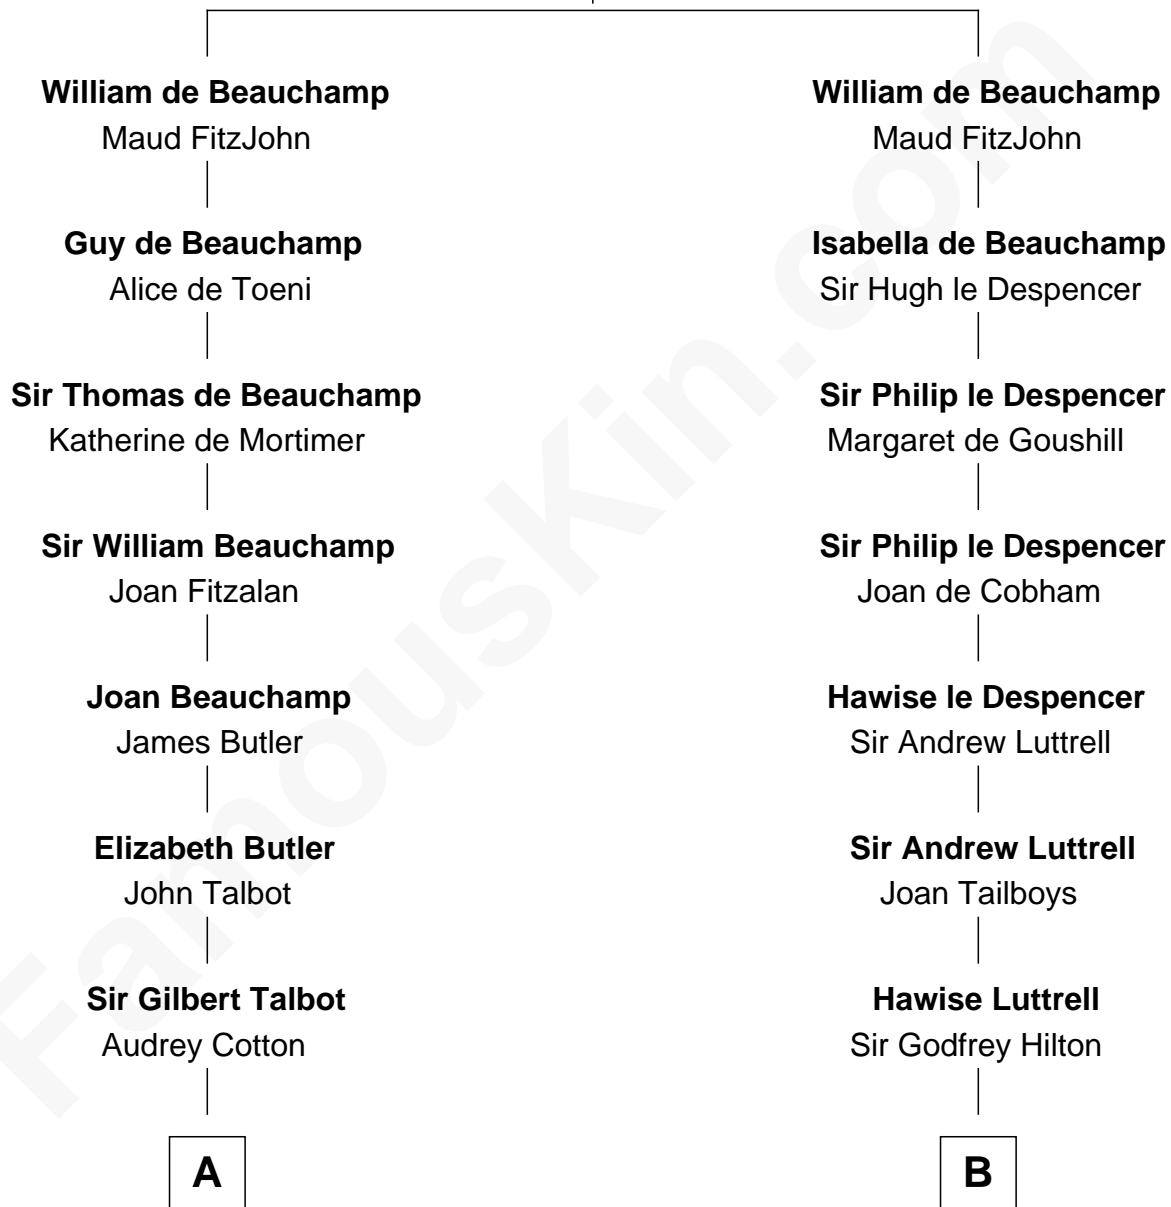 William de Beauchamp
Maud FitzJohn
Guy de Beauchamp
Alice de Toeni
Sir Thomas de Beauchamp
Katherine de Mortimer
Sir William Beauchamp
Joan Fitzalan
Joan Beauchamp
James Butler
Elizabeth Butler
John Talbot
Sir Gilbert Talbot
Audrey Cotton
A
William de Beauchamp
Maud FitzJohn
Isabella de Beauchamp
Sir Hugh le Despencer
Sir Philip le Despencer
Margaret de Goushill
Sir Philip le Despencer
Joan de Cobham
Hawise le Despencer
Sir Andrew Luttrell
Sir Andrew Luttrell
Joan Tailboys
Hawise Luttrell
Sir Godfrey Hilton
B
FamousKin.com